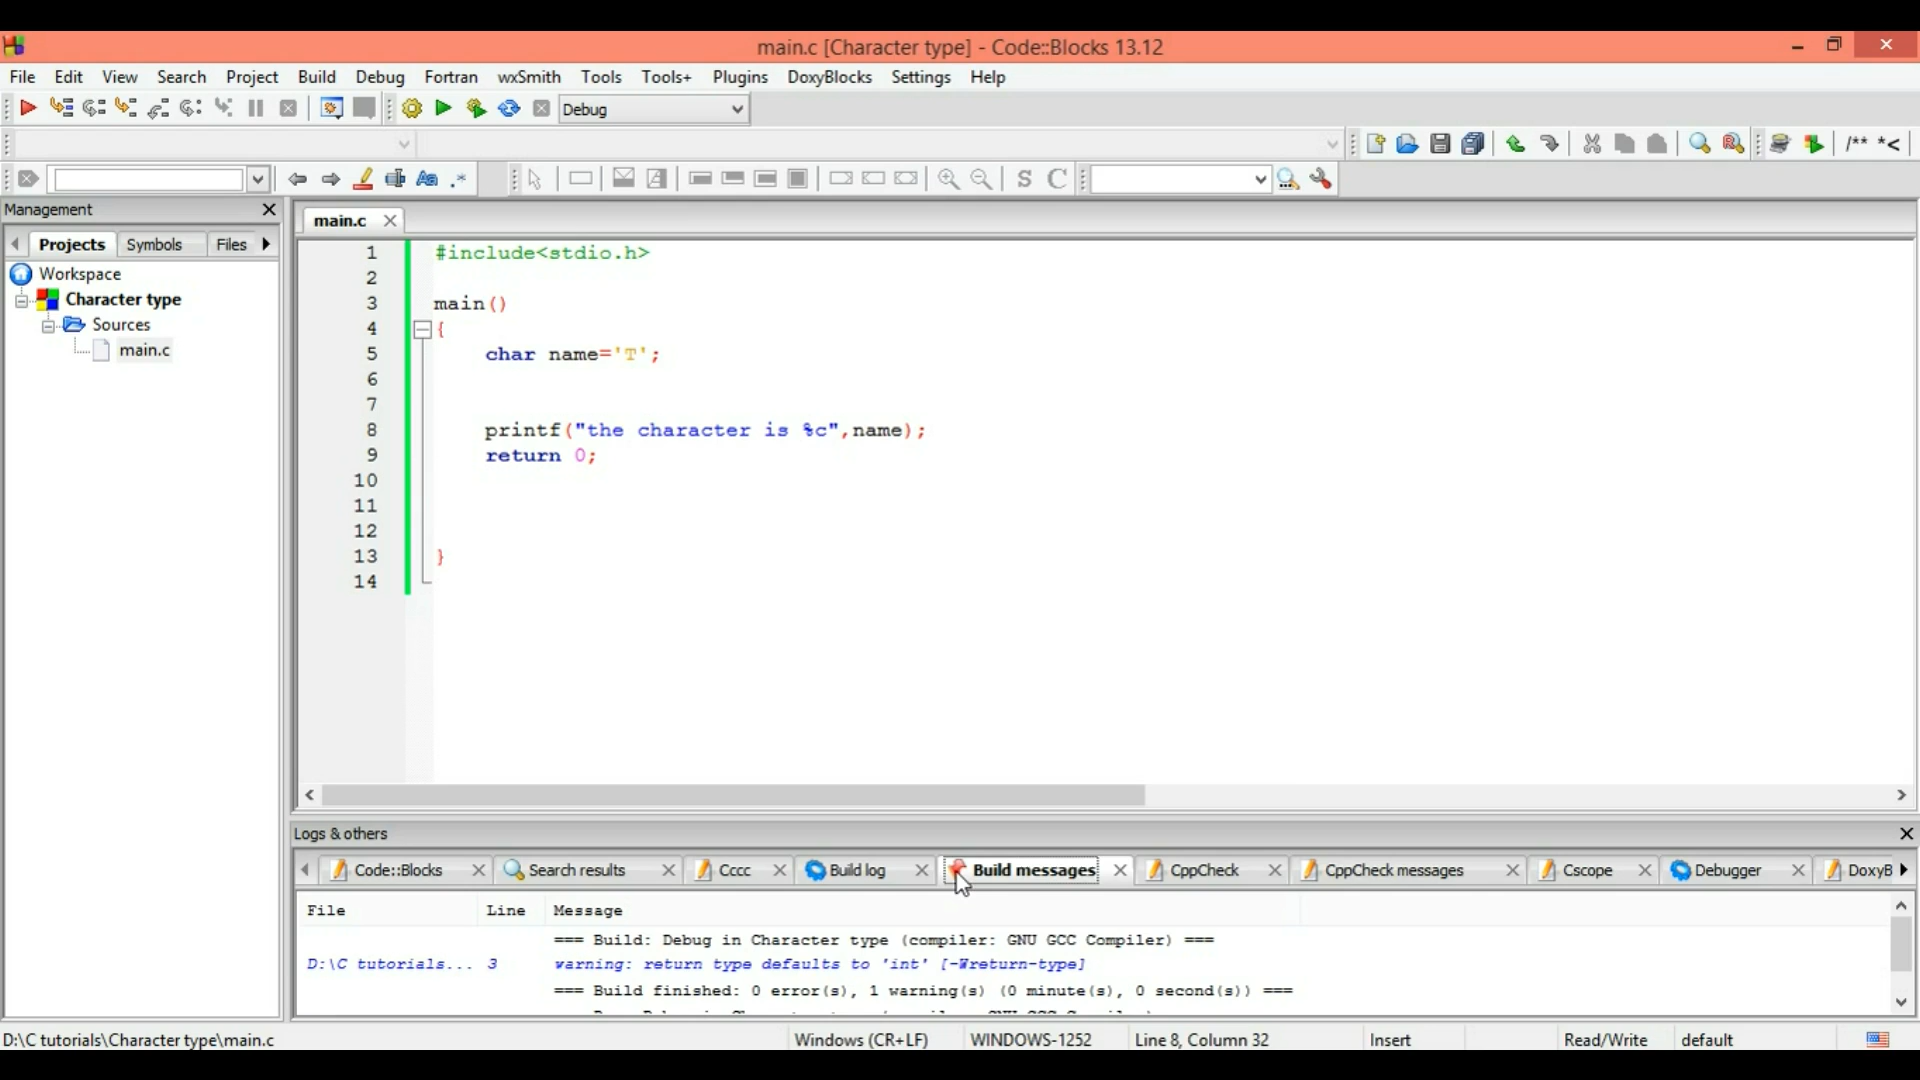 main.c [Character type] - Code::Blocks 13.12
File Edit View Search Project Build Debug Fortran wxSmith Tools Tools+ Plugins DoxyBlocks Settings Help
Debug
/** *<
Aa .*
S C
Management
Projects Symbols Files
Workspace
Character type
Sources
main.c
main.c
1 #include<stdio.h>
2
3 main()
4 {
5 char name='T';
6
7
8 printf("the character is %c",name);
9 return 0;
10
11
12
13 }
14
Logs & others
Code::Blocks Search results Cccc Build log Build messages CppCheck CppCheck messages Cscope Debugger DoxyB
File Line Message
=== Build: Debug in Character type (compiler: GNU GCC Compiler) ===
D:\C tutorials... 3 warning: return type defaults to 'int' [-Wreturn-type]
=== Build finished: 0 error(s), 1 warning(s) (0 minute(s), 0 second(s)) ===
D:\C tutorials\Character type\main.c Windows (CR+LF) WINDOWS-1252 Line 8, Column 32 Insert Read/Write default